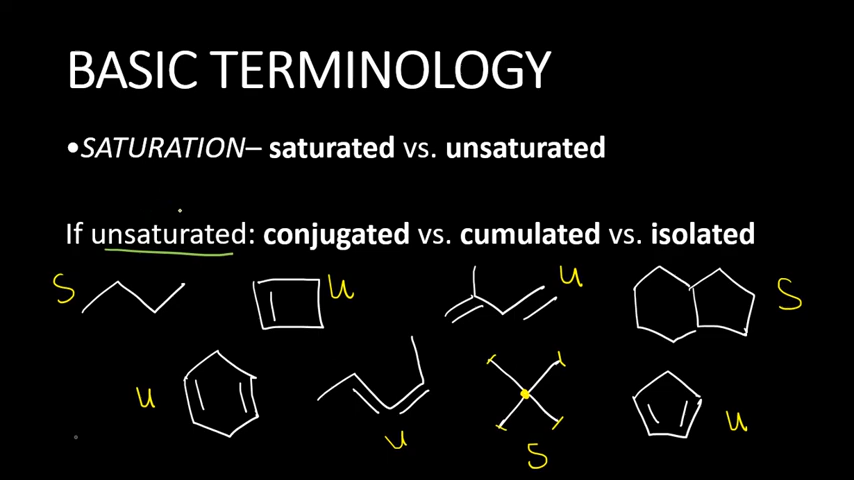 BASIC TERMINOLOGY
•SATURATION– saturated vs. unsaturated
If unsaturated: conjugated vs. cumulated vs. isolated
S U U S
U U S U